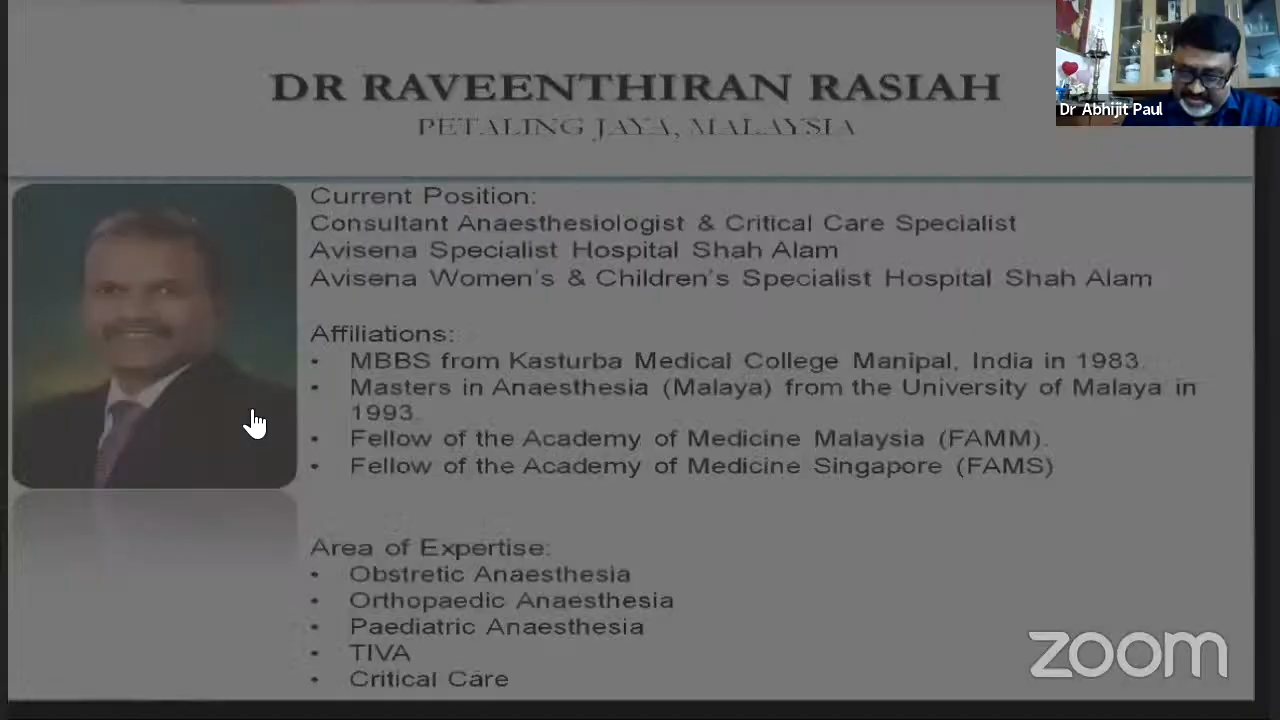 DR RAVEENTHIRAN RASIAH
PETALING JAYA, MALAYSIA
Dr Abhijit Paul
Current Position:
Consultant Anaesthesiologist & Critical Care Specialist
Avisena Specialist Hospital Shah Alam
Avisena Women's & Children's Specialist Hospital Shah Alam
Affiliations:
• MBBS from Kasturba Medical College Manipal, India in 1983.
• Masters in Anaesthesia (Malaya) from the University of Malaya in
1993.
• Fellow of the Academy of Medicine Malaysia (FAMM).
• Fellow of the Academy of Medicine Singapore (FAMS)
Area of Expertise:
• Obstretic Anaesthesia
• Orthopaedic Anaesthesia
• Paediatric Anaesthesia
• TIVA
• Critical Care
zoom